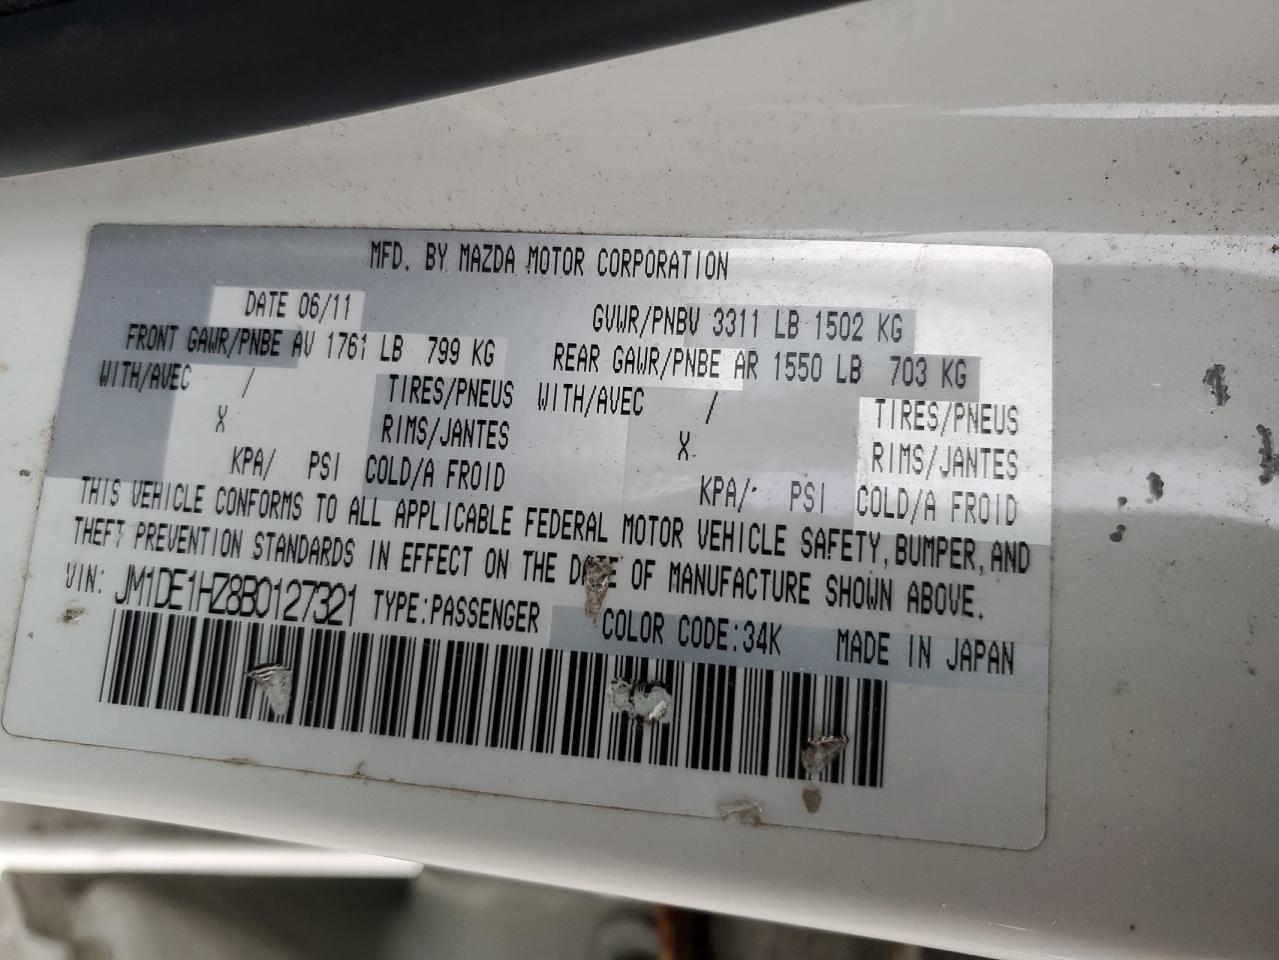 MFD. BY MAZDA MOTOR CORPORATION
DATE 06/11 GVWR/PNBV 3311 LB 1502 KG
FRONT GAWR/PNBE AV 1761 LB 799 KG REAR GAWR/PNBE AR 1550 LB 703 KG
WITH/AVEC / TIRES/PNEUS WITH/AVEC / TIRES/PNEUS
X RIMS/JANTES X RIMS/JANTES
KPA/ PSI COLD/A FROID KPA/ PSI COLD/A FROID
THIS VEHICLE CONFORMS TO ALL APPLICABLE FEDERAL MOTOR VEHICLE SAFETY, BUMPER, AND
THEFT PREVENTION STANDARDS IN EFFECT ON THE DATE OF MANUFACTURE SHOWN ABOVE.
VIN: JM1DE1HZ8B0127321 TYPE:PASSENGER COLOR CODE:34K MADE IN JAPAN